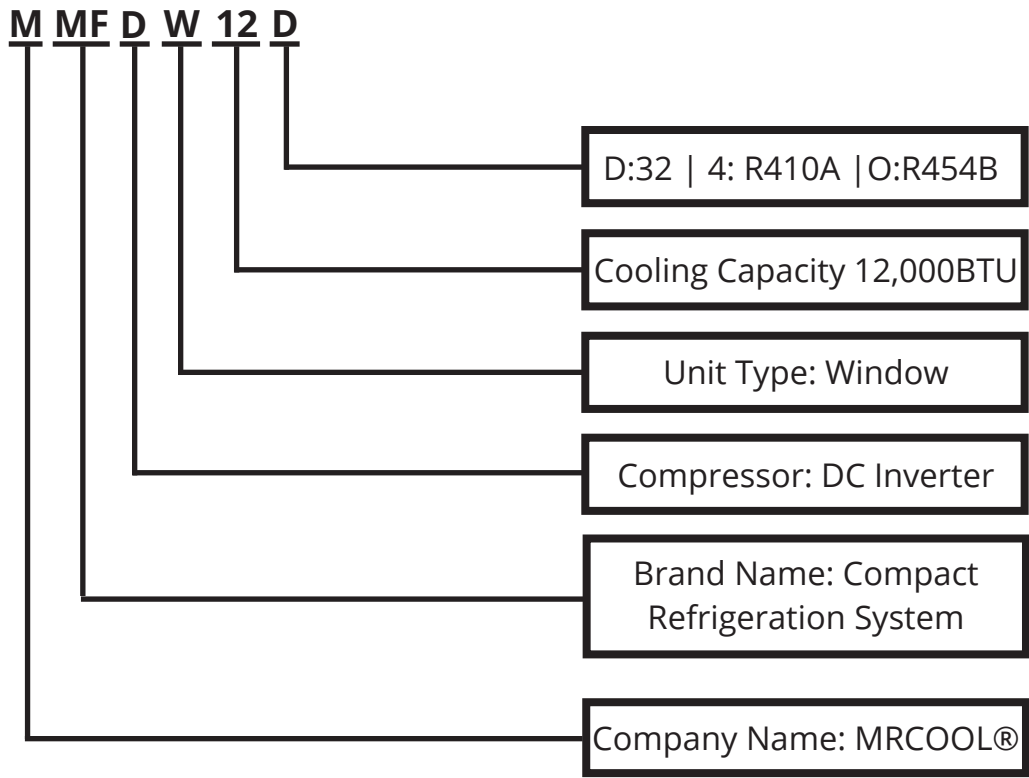 M MF D W 12 D
D:32 | 4: R410A |O:R454B
Cooling Capacity 12,000BTU
Unit Type: Window
Compressor: DC Inverter
Brand Name: Compact
Refrigeration System
Company Name: MRCOOL®